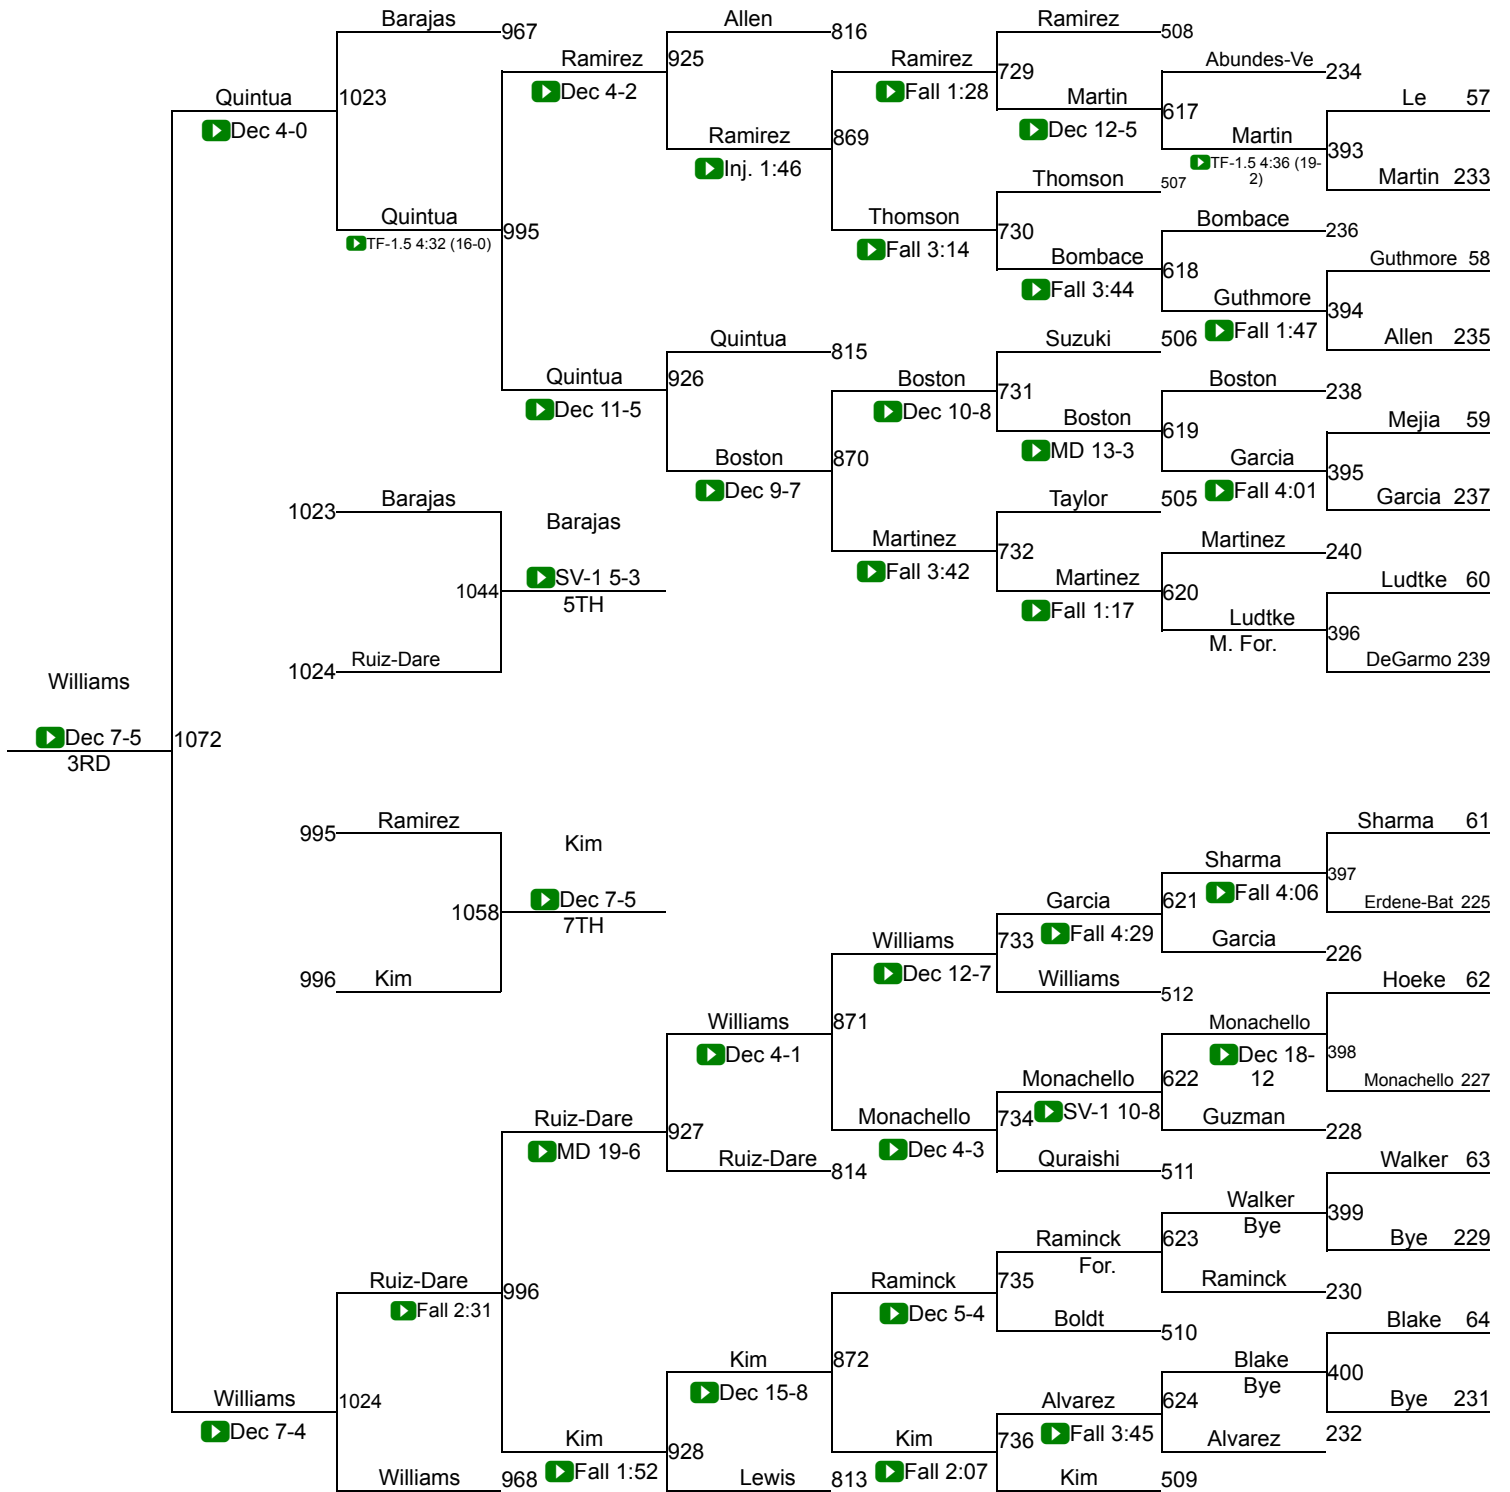 Barajas 967
Allen 816
Ramirez 508
Ramirez 925
Dec 4-2
Ramirez 729
Fall 1:28
Abundes-Ve 234
Quintua 1023
Dec 4-0
Martin 617
Dec 12-5
Le 57
Ramirez 869
Inj. 1:46
Martin 393
TF-1.5 4:36 (19-
2)
Martin 233
Thomson 507
Quintua 995
TF-1.5 4:32 (16-0)
Thomson 730
Fall 3:14
Bombace 236
Bombace 618
Fall 3:44
Guthmore 58
Guthmore 394
Fall 1:47
Quintua 815
Suzuki 506
Allen 235
Quintua 926
Dec 11-5
Boston 731
Dec 10-8
Boston 238
Boston 619
MD 13-3
Mejia 59
Boston 870
Dec 9-7
Garcia 395
Fall 4:01
Garcia 237
1023 Barajas
Barajas
Taylor 505
Martinez 732
Fall 3:42
Martinez 240
1044
SV-1 5-3
5TH
Martinez 620
Fall 1:17
Ludtke 60
Ludtke 396
M. For.
1024 Ruiz-Dare
DeGarmo 239
Williams
Dec 7-5 1072
3RD
995 Ramirez
Kim
Sharma 61
Sharma 397
Fall 4:06
1058
Dec 7-5
7TH
Garcia 621
Fall 4:29
Erdene-Bat 225
Williams 733
Dec 12-7
Garcia 226
996 Kim
Williams 512
Hoeke 62
Williams 871
Dec 4-1
Monachello 398
Dec 18-
12
Monachello 622
SV-1 10-8
Monachello 227
Ruiz-Dare 927
MD 19-6
Monachello 734
Dec 4-3
Guzman 228
Ruiz-Dare 814
Quraishi 511
Walker 63
Walker 399
Bye
Raminck 623
For.
Bye 229
Ruiz-Dare 996
Fall 2:31
Raminck 735
Dec 5-4
Raminck 230
Boldt 510
Blake 64
Kim 872
Dec 15-8
Blake 400
Bye
Williams 1024
Dec 7-4
Alvarez 624
Fall 3:45
Bye 231
Kim 928
Fall 1:52
Kim 736
Fall 2:07
Alvarez 232
Williams 968
Lewis 813
Kim 509